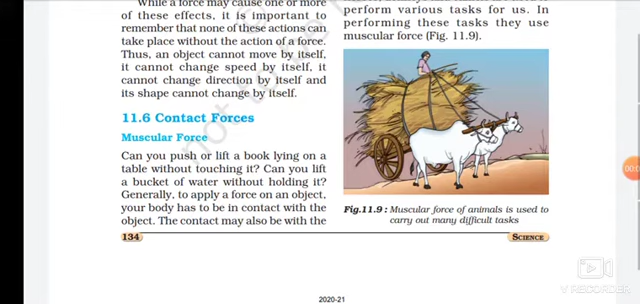 While a force may cause one or more
of these effects, it is important to
remember that none of these actions can
take place without the action of a force.
Thus, an object cannot move by itself,
it cannot change speed by itself, it
cannot change direction by itself and
its shape cannot change by itself.
11.6 Contact Forces
Muscular Force
Can you push or lift a book lying on a
table without touching it? Can you lift
a bucket of water without holding it?
Generally, to apply a force on an object,
your body has to be in contact with the
object. The contact may also be with the
134
perform various tasks for us. In
performing these tasks they use
muscular force (Fig. 11.9).
Fig.11.9 : Muscular force of animals is used to
carry out many difficult tasks
SCIENCE
2020-21
00:0
RECORDER